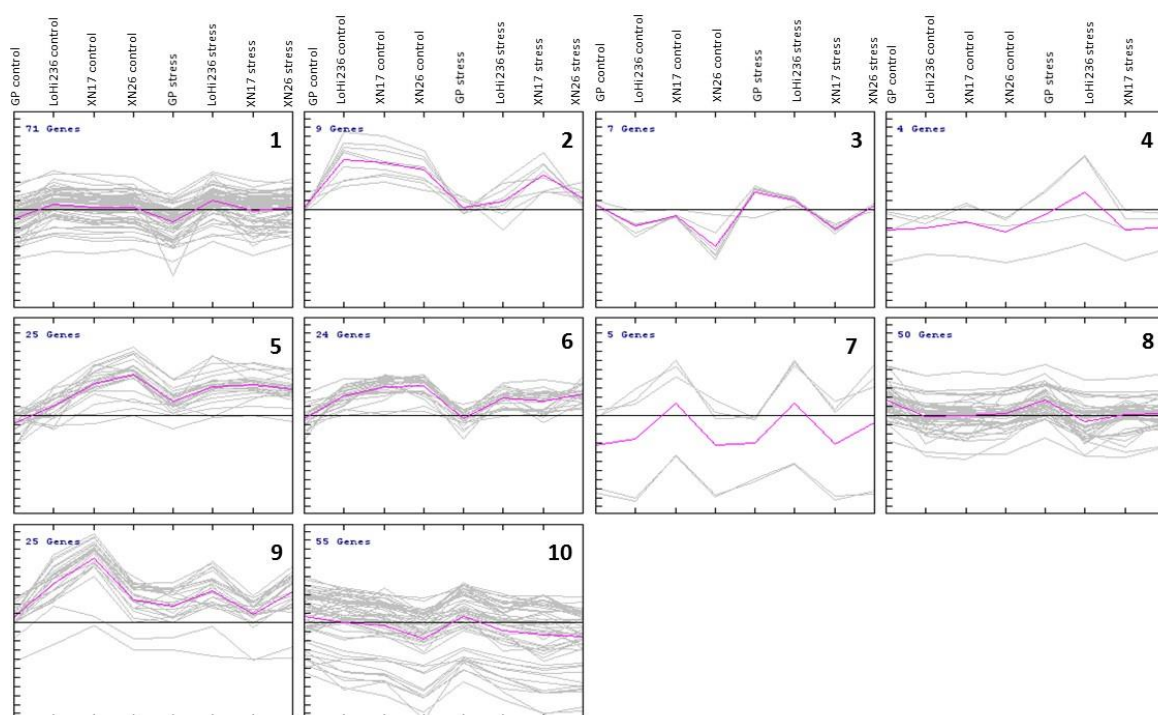 GP control
LoHi236 control
XN17 control
XN26 control
GP stress
LoHi236 stress
XN17 stress
XN26 stress
GP control
LoHi236 control
XN17 control
XN26 control
GP stress
LoHi236 stress
XN17 stress
XN26 stress
GP control
LoHi236 control
XN17 control
XN26 control
GP stress
LoHi236 stress
XN17 stress
XN26 stress
GP control
LoHi236 control
XN17 control
XN26 control
GP stress
LoHi236 stress
XN17 stress
71 Genes 1
9 Genes 2
7 Genes 3
4 Genes 4
25 Genes 5
24 Genes 6
5 Genes 7
50 Genes 8
25 Genes 9
55 Genes 10